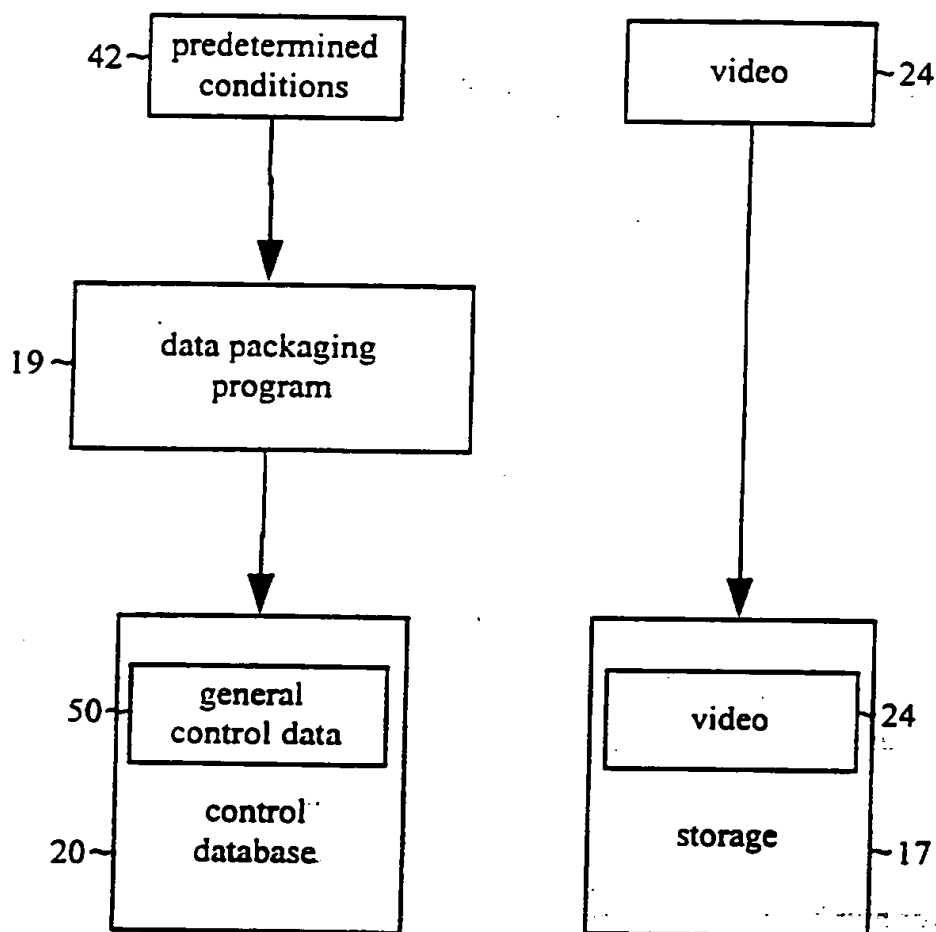 42
predetermined
conditions
video
24
19
data packaging
program
50
general
control data
video
24
control
database
20
storage
17